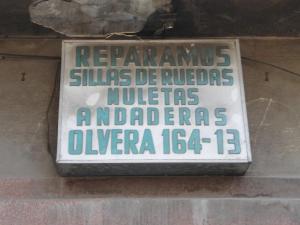 REPARAMOS
SILLAS DE RUEDAS
MULETAS
ANDADERAS
OLVERA 164-13